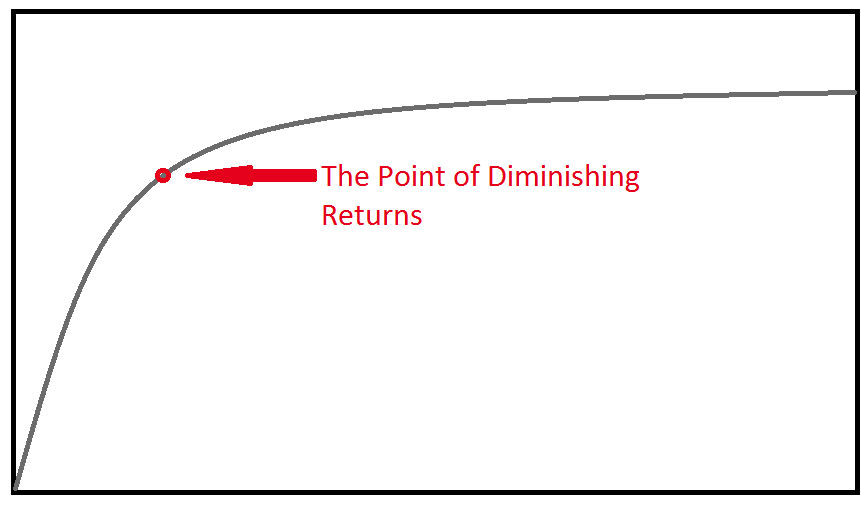 The Point of Diminishing
Returns